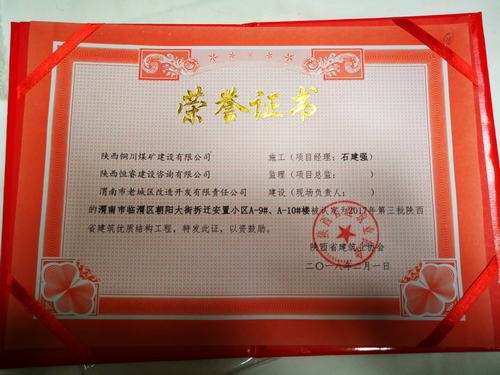 荣誉证书
陕西铜川煤矿建设有限公司 施工（项目经理：石建强）
陕西恒睿建设咨询有限公司 监理（项目总监： ）
渭南市老城区改造开发有限责任公司 建设（现场负责人： ）
的渭南市临渭区朝阳大街拆迁安置小区A-9#、A-10#楼被认定为2017年第三批陕西
省建筑优质结构工程，特发此证，以资鼓励。
陕西省建筑业协会
二〇一八年二月一日